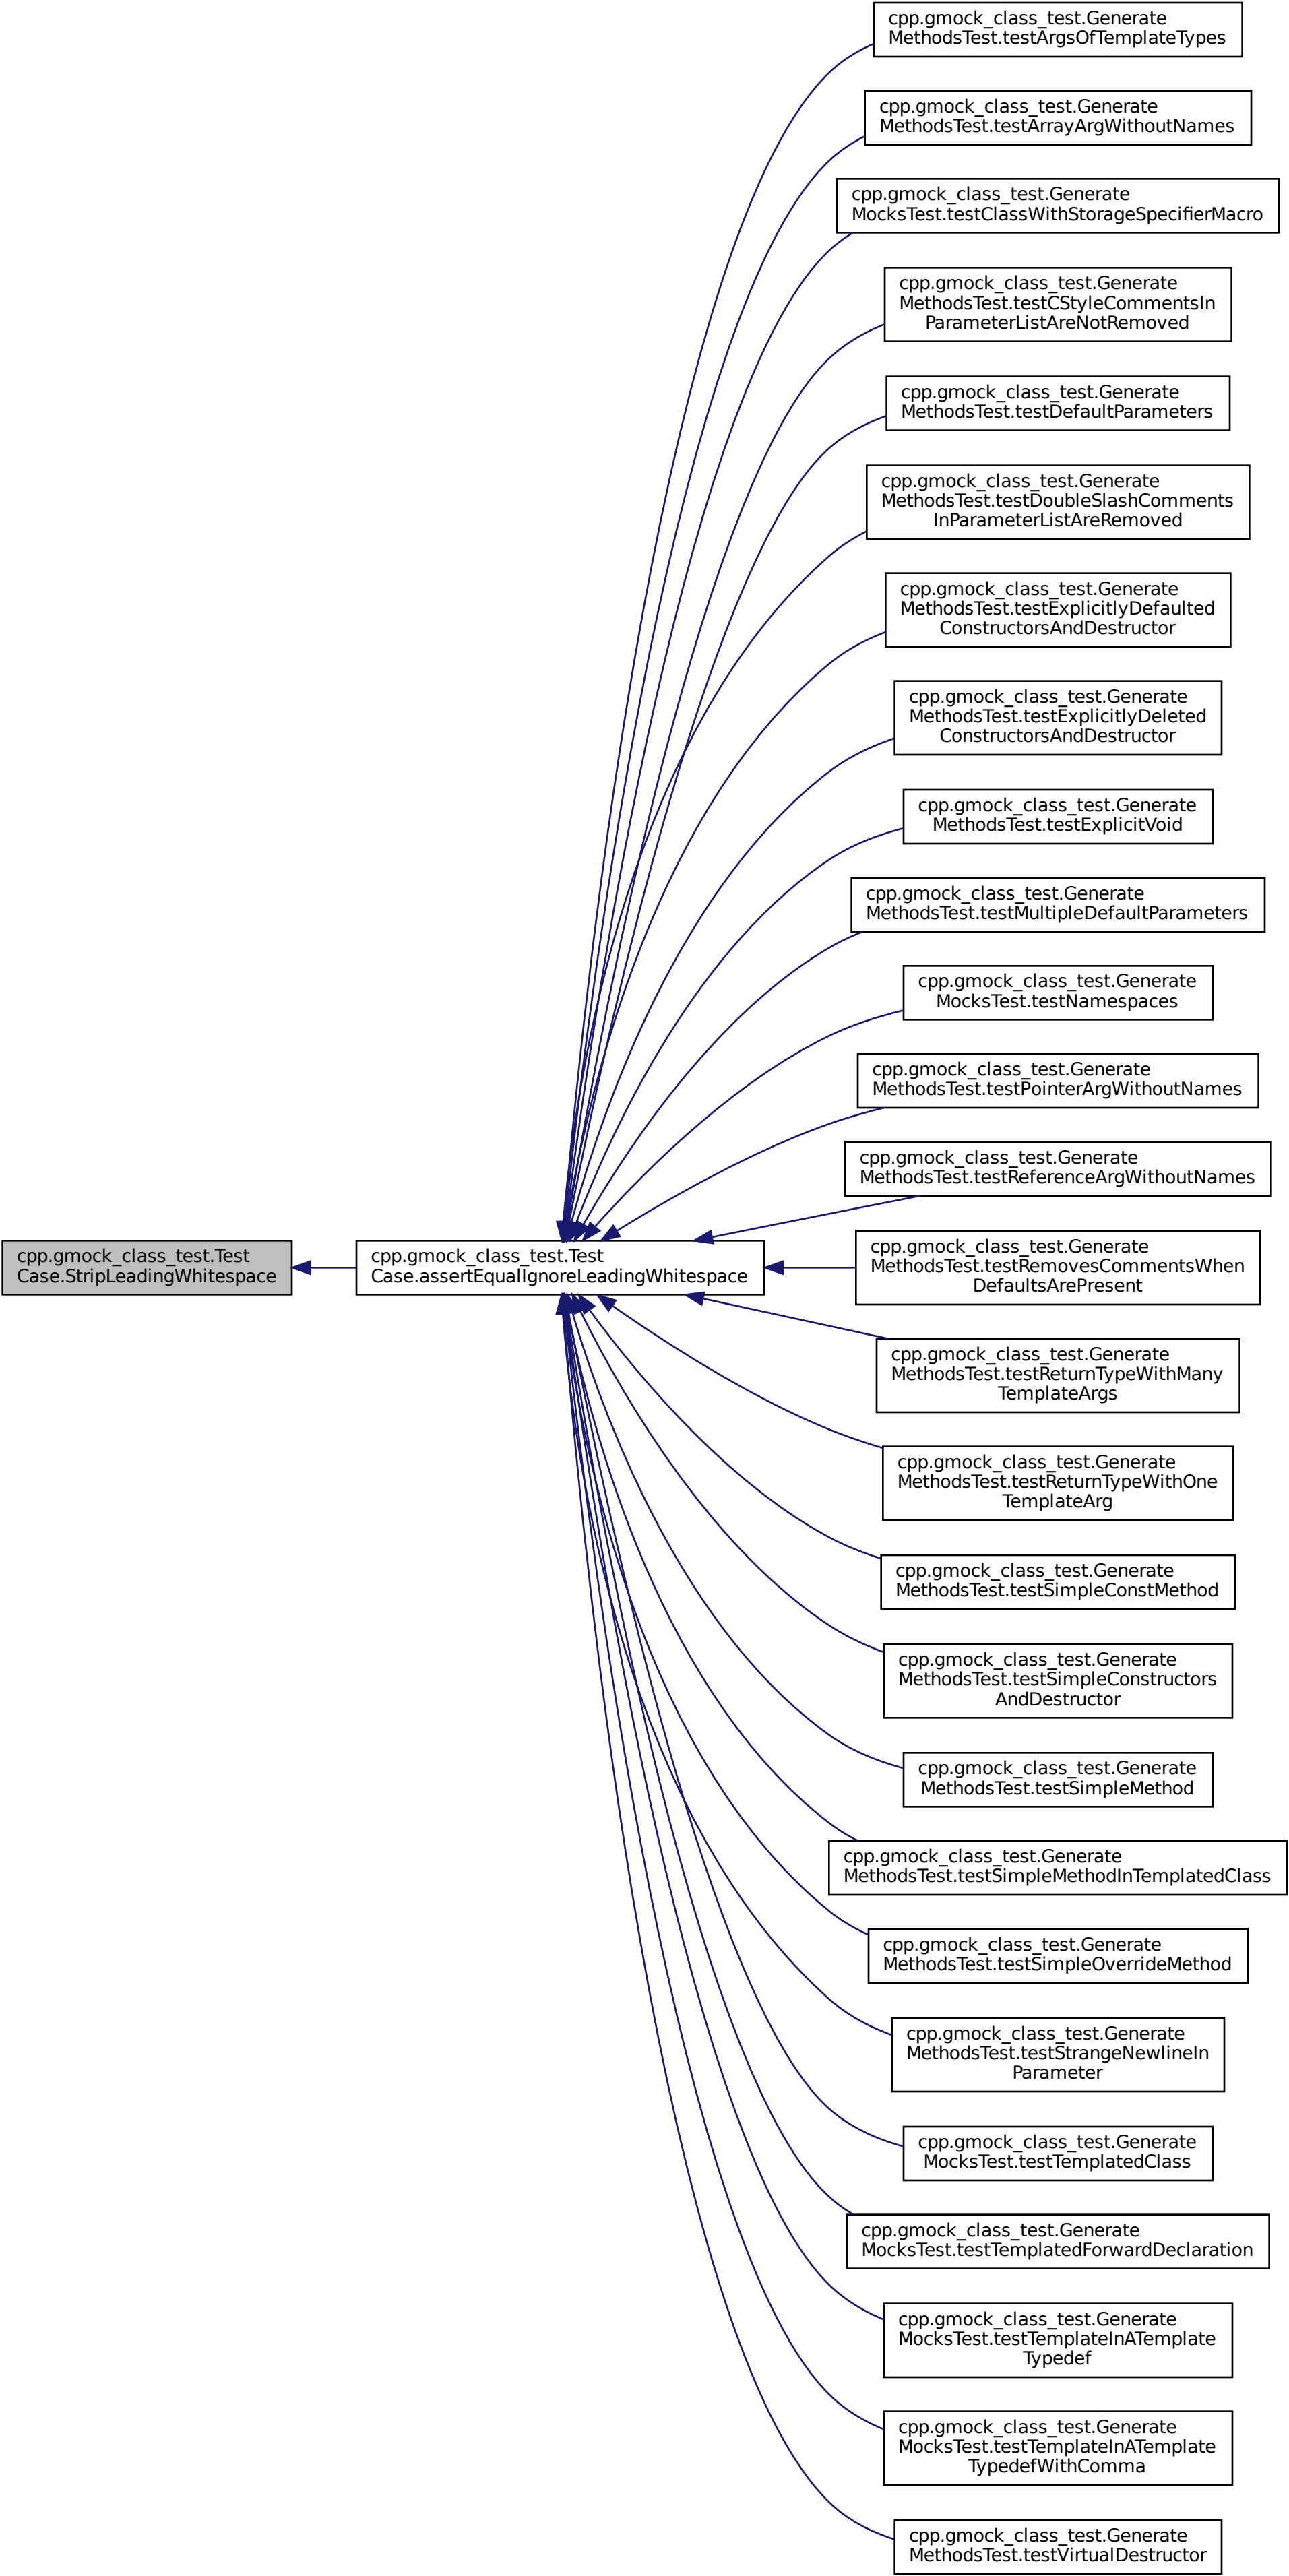 cpp.gmock_class_test.Test
Case.StripLeadingWhitespace
cpp.gmock_class_test.Test
Case.assertEqualIgnoreLeadingWhitespace
cpp.gmock_class_test.Generate
MethodsTest.testArgsOfTemplateTypes
cpp.gmock_class_test.Generate
MethodsTest.testArrayArgWithoutNames
cpp.gmock_class_test.Generate
MocksTest.testClassWithStorageSpecifierMacro
cpp.gmock_class_test.Generate
MethodsTest.testCStyleCommentsIn
ParameterListAreNotRemoved
cpp.gmock_class_test.Generate
MethodsTest.testDefaultParameters
cpp.gmock_class_test.Generate
MethodsTest.testDoubleSlashComments
InParameterListAreRemoved
cpp.gmock_class_test.Generate
MethodsTest.testExplicitlyDefaulted
ConstructorsAndDestructor
cpp.gmock_class_test.Generate
MethodsTest.testExplicitlyDeleted
ConstructorsAndDestructor
cpp.gmock_class_test.Generate
MethodsTest.testExplicitVoid
cpp.gmock_class_test.Generate
MethodsTest.testMultipleDefaultParameters
cpp.gmock_class_test.Generate
MocksTest.testNamespaces
cpp.gmock_class_test.Generate
MethodsTest.testPointerArgWithoutNames
cpp.gmock_class_test.Generate
MethodsTest.testReferenceArgWithoutNames
cpp.gmock_class_test.Generate
MethodsTest.testRemovesCommentsWhen
DefaultsArePresent
cpp.gmock_class_test.Generate
MethodsTest.testReturnTypeWithMany
TemplateArgs
cpp.gmock_class_test.Generate
MethodsTest.testReturnTypeWithOne
TemplateArg
cpp.gmock_class_test.Generate
MethodsTest.testSimpleConstMethod
cpp.gmock_class_test.Generate
MethodsTest.testSimpleConstructors
AndDestructor
cpp.gmock_class_test.Generate
MethodsTest.testSimpleMethod
cpp.gmock_class_test.Generate
MethodsTest.testSimpleMethodInTemplatedClass
cpp.gmock_class_test.Generate
MethodsTest.testSimpleOverrideMethod
cpp.gmock_class_test.Generate
MethodsTest.testStrangeNewlineIn
Parameter
cpp.gmock_class_test.Generate
MocksTest.testTemplatedClass
cpp.gmock_class_test.Generate
MocksTest.testTemplatedForwardDeclaration
cpp.gmock_class_test.Generate
MocksTest.testTemplateInATemplate
Typedef
cpp.gmock_class_test.Generate
MocksTest.testTemplateInATemplate
TypedefWithComma
cpp.gmock_class_test.Generate
MethodsTest.testVirtualDestructor